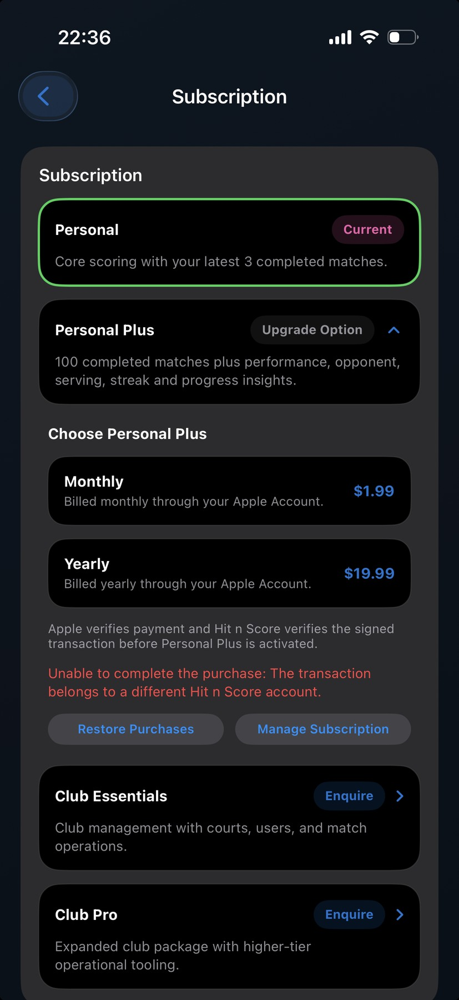 22:36
Subscription
Subscription
Personal
Current
Core scoring with your latest 3 completed matches.
Personal Plus
Upgrade Option
100 completed matches plus performance, opponent,
serving, streak and progress insights.
Choose Personal Plus
Monthly
Billed monthly through your Apple Account.
$1.99
Yearly
Billed yearly through your Apple Account.
$19.99
Apple verifies payment and Hit n Score verifies the signed
transaction before Personal Plus is activated.
Unable to complete the purchase: The transaction
belongs to a different Hit n Score account.
Restore Purchases
Manage Subscription
Club Essentials
Enquire
Club management with courts, users, and match
operations.
Club Pro
Enquire
Expanded club package with higher-tier
operational tooling.